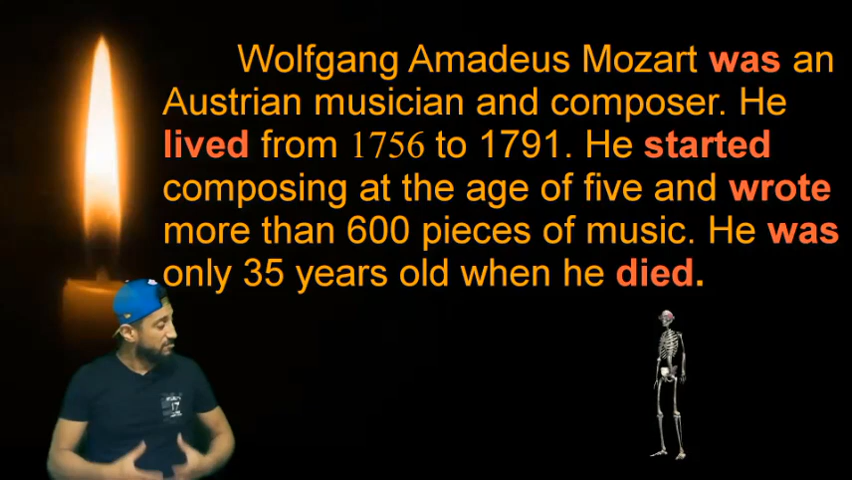 Wolfgang Amadeus Mozart was an
Austrian musician and composer. He
lived from 1756 to 1791. He started
composing at the age of five and wrote
more than 600 pieces of music. He was
only 35 years old when he died.
17